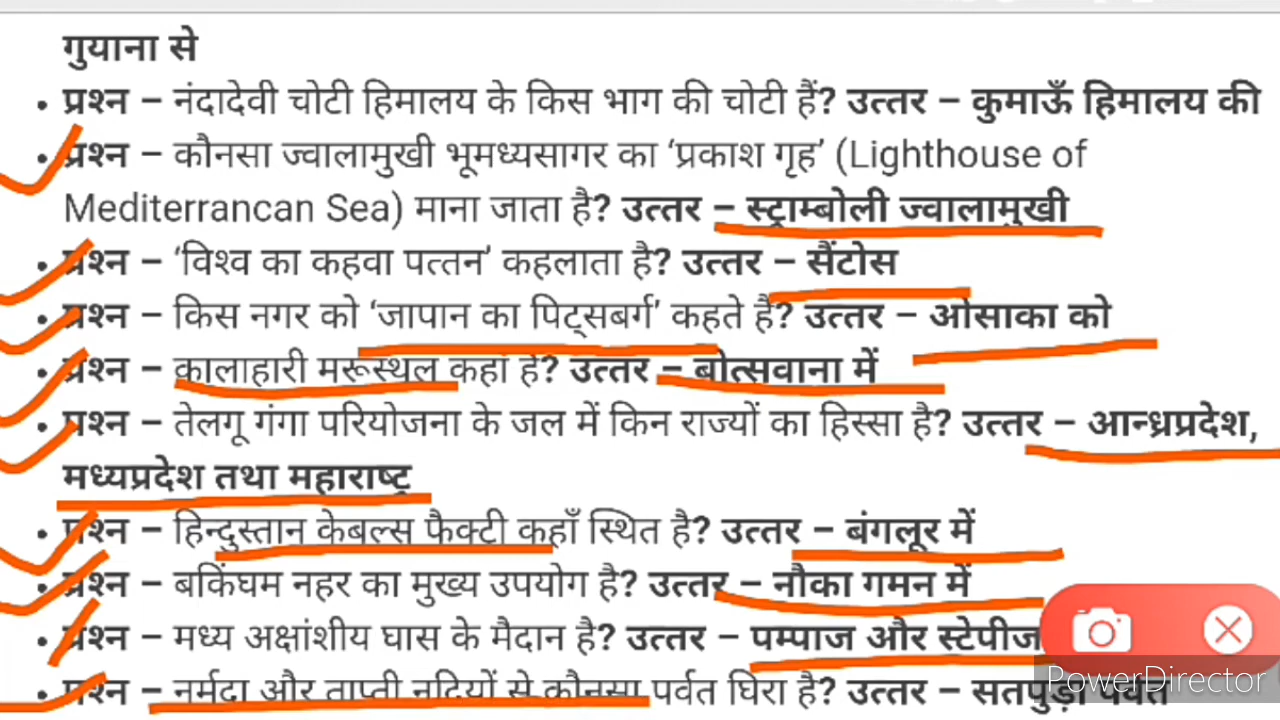 गुयाना से
• प्रश्न – नंदादेवी चोटी हिमालय के किस भाग की चोटी हैं? उत्तर – कुमाऊँ हिमालय की
• प्रश्न – कौनसा ज्वालामुखी भूमध्यसागर का ‘प्रकाश गृह’ (Lighthouse of
Mediterrancan Sea) माना जाता है? उत्तर – स्ट्राम्बोली ज्वालामुखी
• प्रश्न – ‘विश्व का कहवा पत्तन’ कहलाता है? उत्तर – सैंटोस
• प्रश्न – किस नगर को ‘जापान का पिट्सबर्ग’ कहते है? उत्तर – ओसाका को
• प्रश्न – कालाहारी मरूस्थल कहां है? उत्तर – बोत्सवाना में
• प्रश्न – तेलगू गंगा परियोजना के जल में किन राज्यों का हिस्सा है? उत्तर – आन्ध्रप्रदेश,
मध्यप्रदेश तथा महाराष्ट्र
• प्रश्न – हिन्दुस्तान केबल्स फैक्टी कहाँ स्थित है? उत्तर – बंगलूर में
• प्रश्न – बकिंघम नहर का मुख्य उपयोग है? उत्तर – नौका गमन में
• प्रश्न – मध्य अक्षांशीय घास के मैदान है? उत्तर – पम्पाज और स्टेपीज
• प्रश्न – नर्मदा और ताप्ती नदियों से कौनसा पर्वत घिरा है? उत्तर – सतपुड़ा पर्वत
PowerDirector